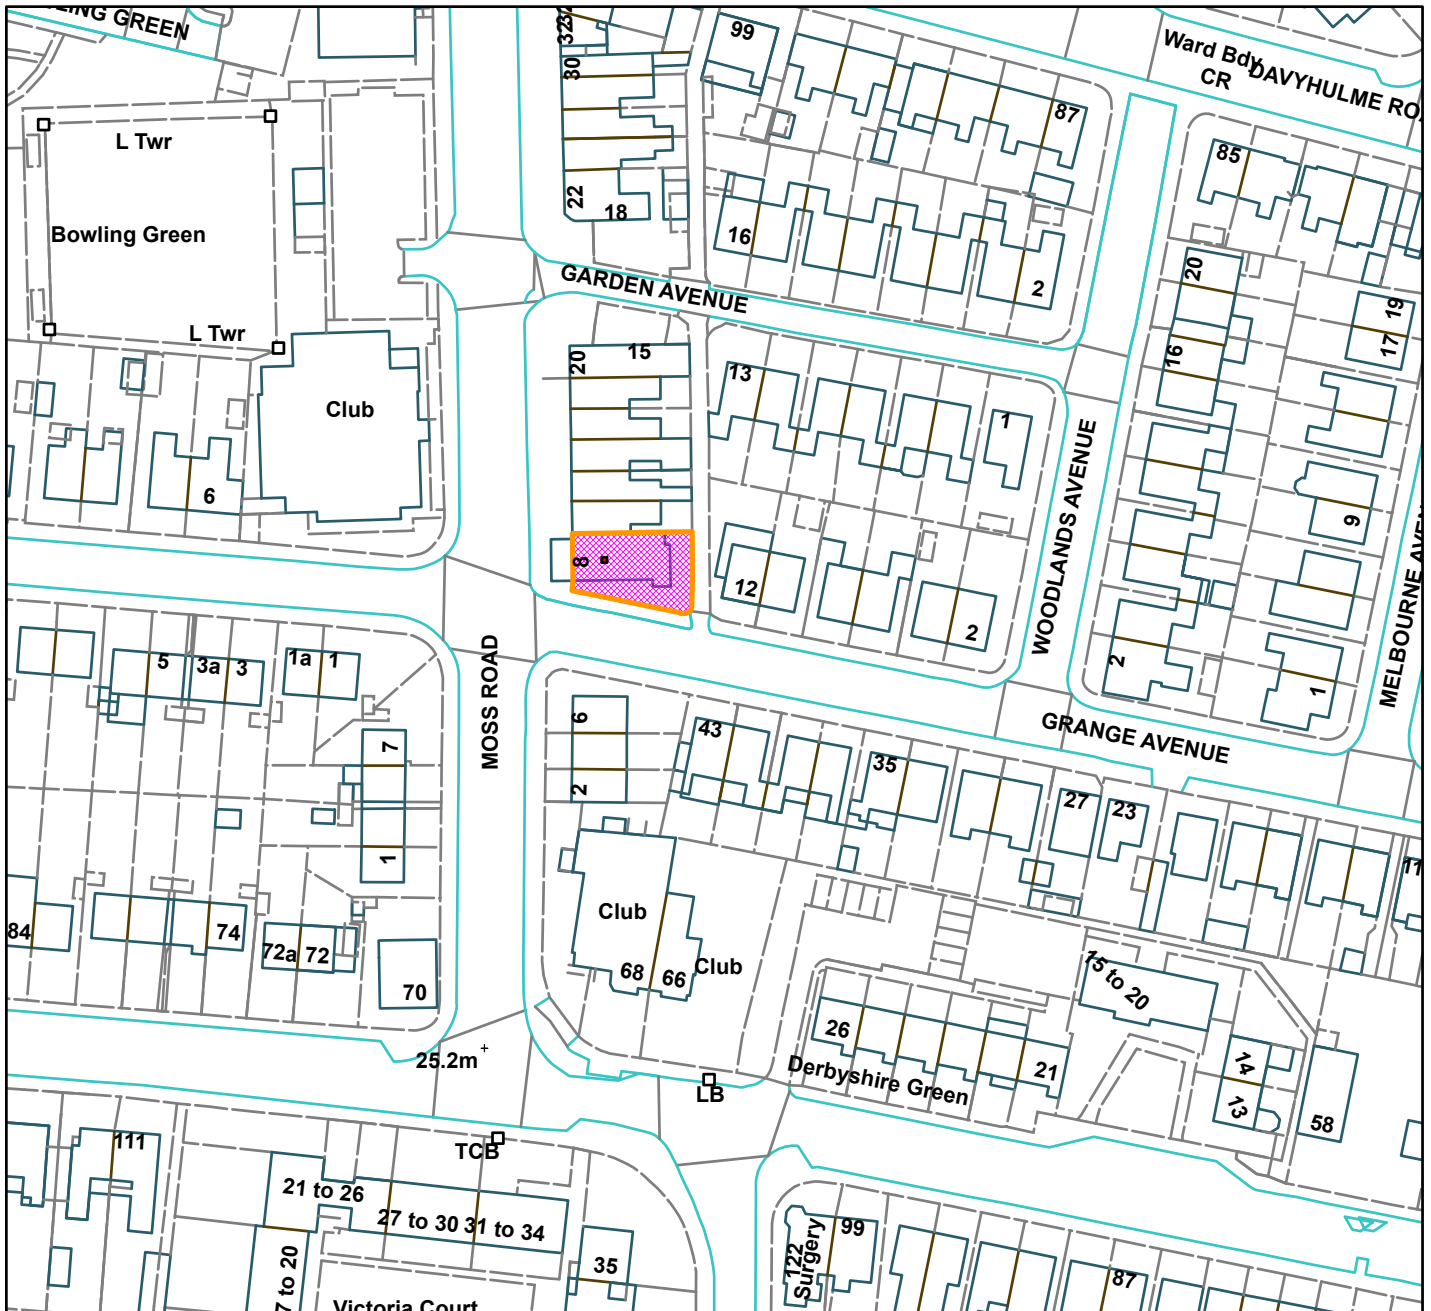 LING GREEN
L Twr
Bowling Green
L Twr
Club
6
32
30
22
18
99
87
16
2
GARDEN AVENUE
Ward Bdy
CR
DAVYHULME RO
85
20
16
19
17
9
2
1
20
15
13
1
8
12
2
WOODLANDS AVENUE
MELBOURNE AVEN
MOSS ROAD
GRANGE AVENUE
5
3a
3
1a
1
7
1
6
2
43
35
27
23
11
84
74
72a
72
70
Club
68
66
Club
15 to 20
26
21
Derbyshire Green
14
13
58
25.2m
LB
TCB
111
21 to 26
27 to 30
31 to 34
7 to 20
35
Victoria Court
122
Surgery
99
87